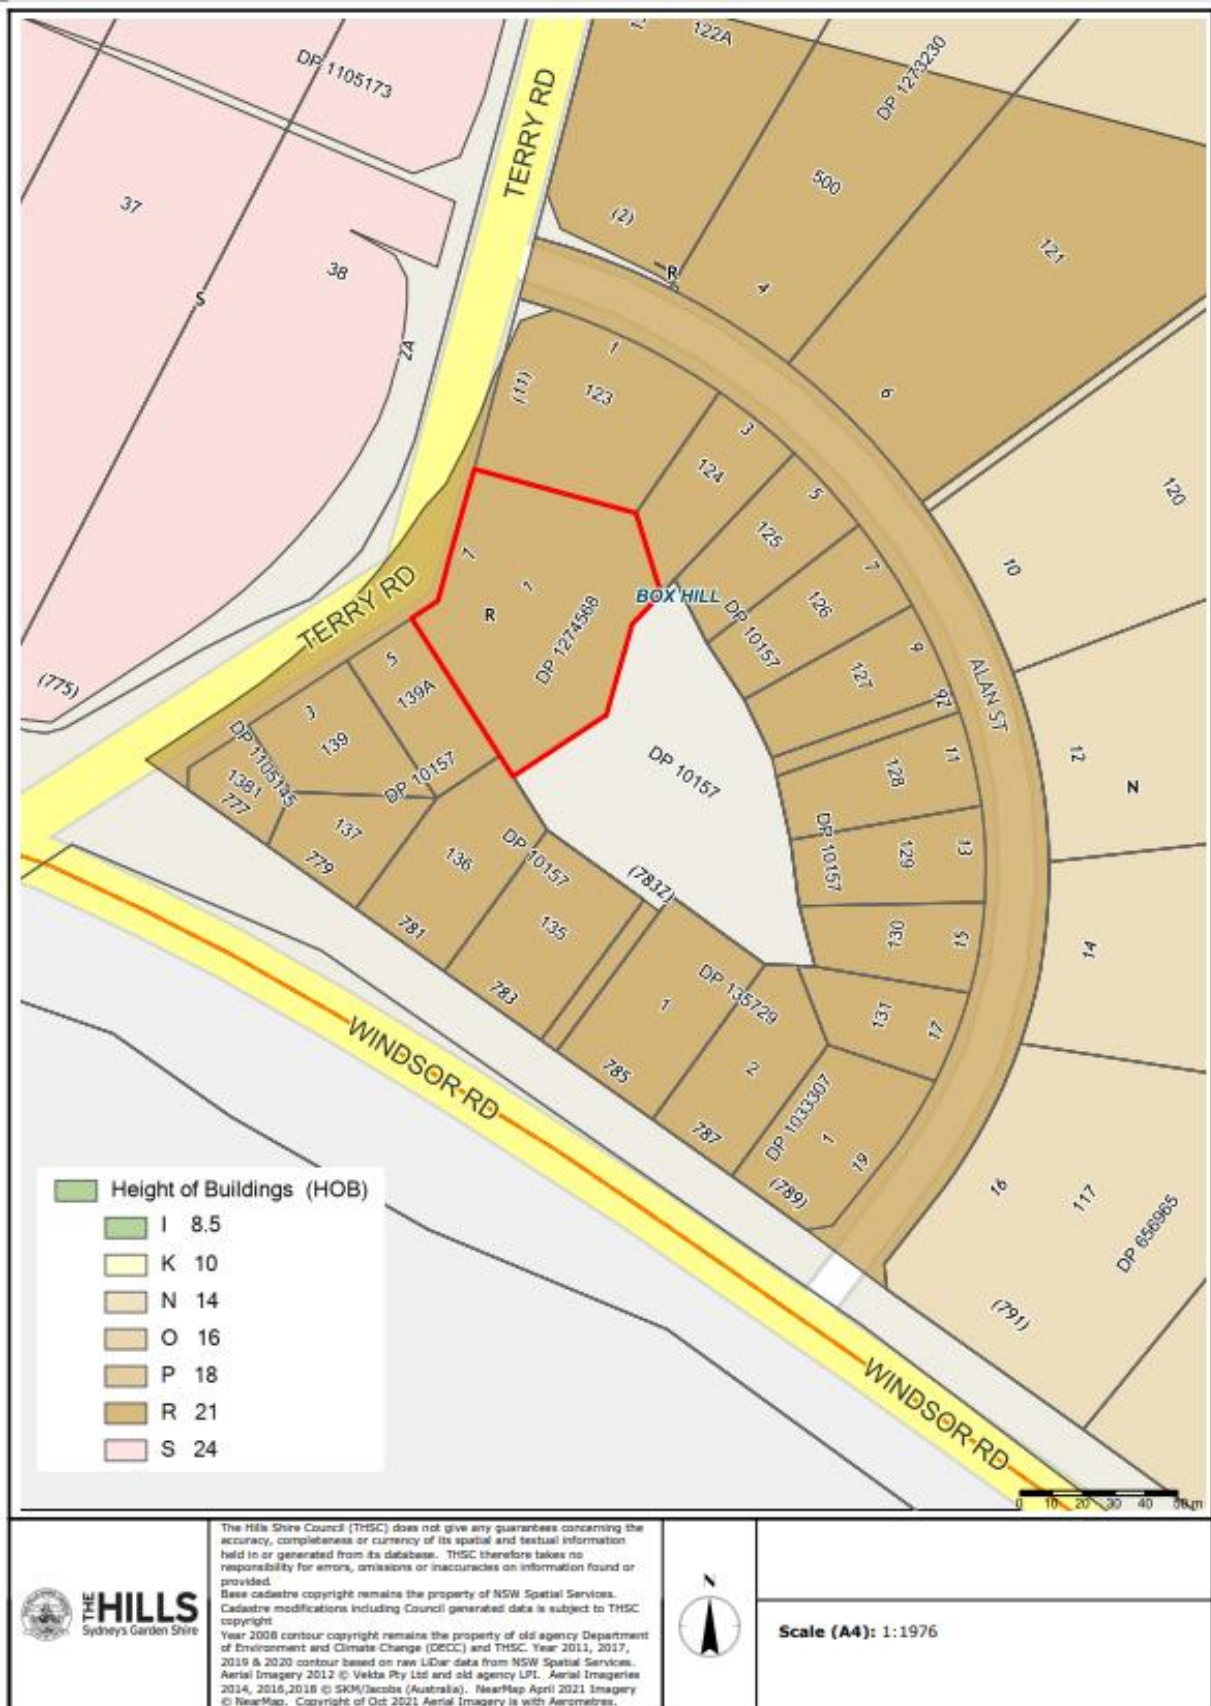 DP 1105173
122A
DP 1273230
TERRY RD
37
38
S
2A
500
(2)
121
R
4
1
(11)
123
6
3
124
5
125
120
7
126
10
1
1
R
BOX HILL
DP 1274568
DP 10157
9
127
ALAN ST
TERRY RD
(775)
5
139A
3
139
9Z
11
128
12
N
DP 1105145
1381
777
DP 10157
DP 10157
137
779
136
781
DP 10157
(783Z)
DP 10157
129
13
135
783
130
15
14
DP 135729
1
785
131
17
2
787
DP 1033307
1
19
(789)
WINDSOR RD
16
117
DP 656965
(791)
WINDSOR RD
Height of Buildings (HOB)
I 8.5
K 10
N 14
O 16
P 18
R 21
S 24
0 10 20 30 40 50 m
THE HILLS
Sydney's Garden Shire
The Hills Shire Council (THSC) does not give any guarantees concerning the
accuracy, completeness or currency of its spatial and textual information
held in or generated from its database. THSC therefore takes no
responsibility for errors, omissions or inaccuracies on information found or
provided.
Base cadastre copyright remains the property of NSW Spatial Services.
Cadastre modifications including Council generated data is subject to THSC
copyright
Year 2008 contour copyright remains the property of old agency Department
of Environment and Climate Change (DECC) and THSC. Year 2011, 2017,
2019 & 2020 contour based on raw LiDar data from NSW Spatial Services.
Aerial Imagery 2012 © Vekta Pty Ltd and old agency LPI. Aerial Imageries
2014, 2016,2018 © SKM/Jacobs (Australia). NearMap April 2021 Imagery
© NearMap. Copyright of Oct 2021 Aerial Imagery is with Aerometrex.
N
Scale (A4): 1:1976